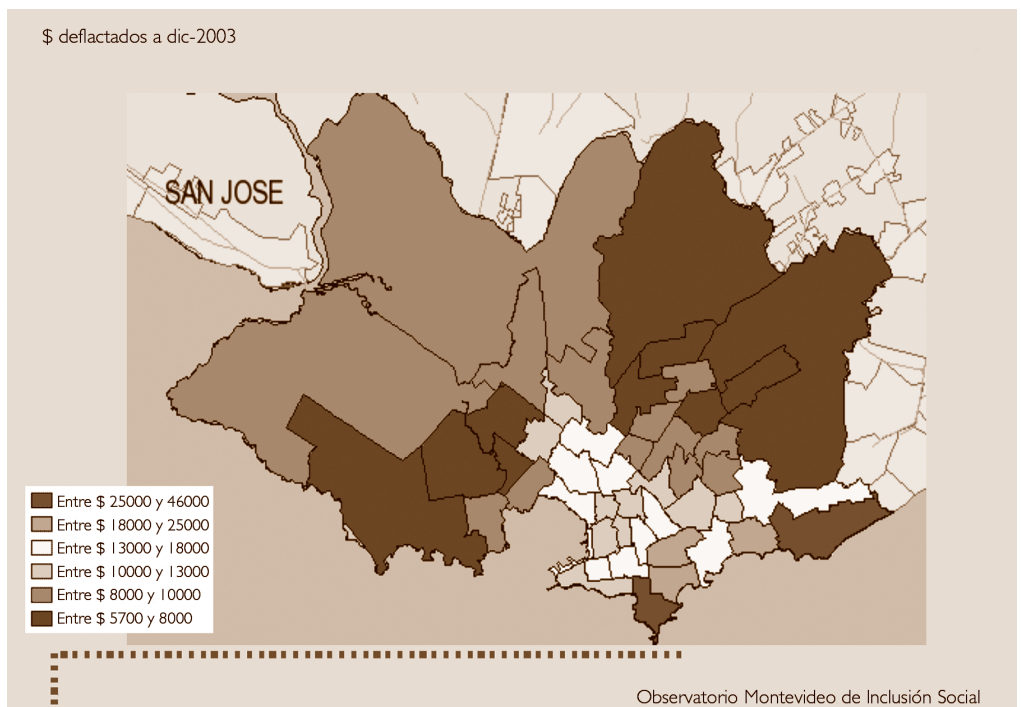 $ deflactados a dic-2003
SAN JOSE
Entre $ 25000 y 46000
Entre $ 18000 y 25000
Entre $ 13000 y 18000
Entre $ 10000 y 13000
Entre $ 8000 y 10000
Entre $ 5700 y 8000
Observatorio Montevideo de Inclusión Social